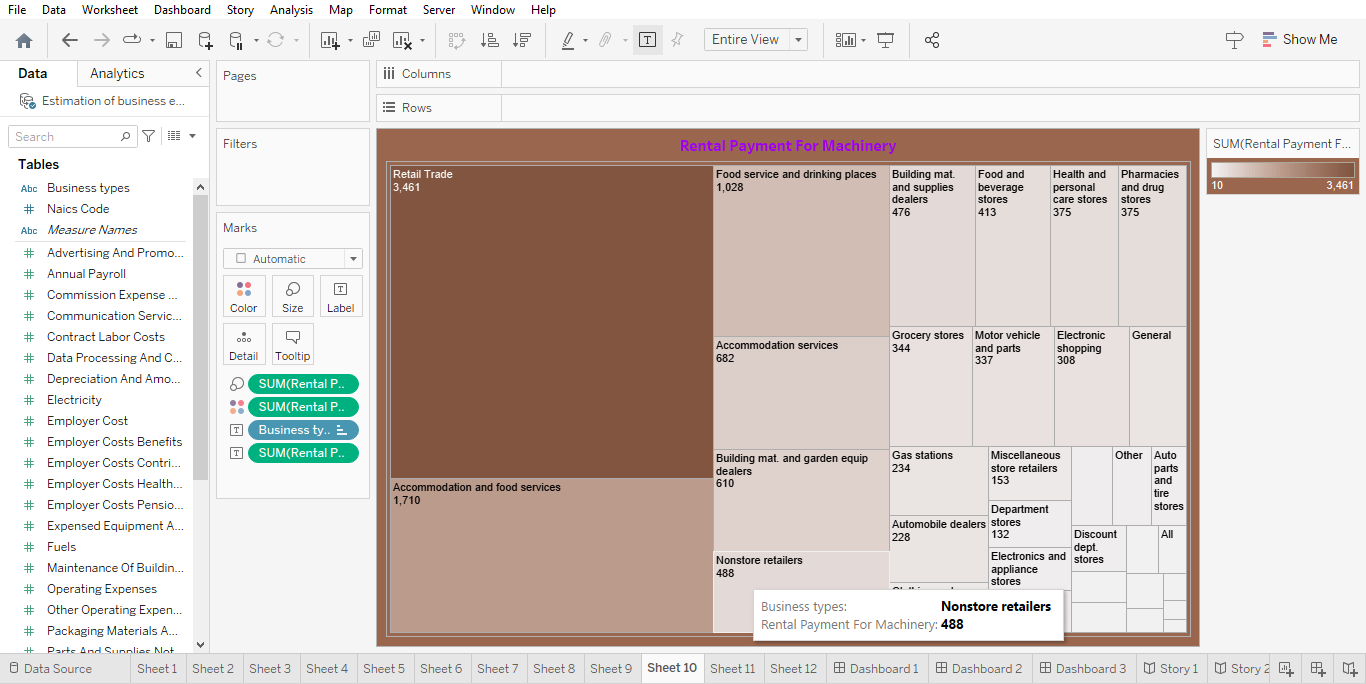 File Data Worksheet Dashboard Story Analysis Map Format Server Window Help
Entire View
Show Me
Data Analytics
Estimation of business e...
Search
Tables
Abc Business types
# Naics Code
Abc Measure Names
# Advertising And Promo...
# Annual Payroll
# Commission Expense ...
# Communication Servic...
# Contract Labor Costs
# Data Processing And C...
# Depreciation And Amo...
# Electricity
# Employer Cost
# Employer Costs Benefits
# Employer Costs Contri...
# Employer Costs Health...
# Employer Costs Pensio...
# Expensed Equipment A...
# Fuels
# Maintenance Of Buildin...
# Operating Expenses
# Other Operating Expen...
# Packaging Materials A...
# Parts And Supplies Not
Pages
Filters
Marks
Automatic
Color Size Label
Detail Tooltip
SUM(Rental P..
SUM(Rental P..
Business ty..
SUM(Rental P..
Columns
Rows
Rental Payment For Machinery
Retail Trade
3,461
Accommodation and food services
1,710
Food service and drinking places
1,028
Accommodation services
682
Building mat. and garden equip
dealers
610
Nonstore retailers
488
Building mat.
and supplies
dealers
476
Food and
beverage
stores
413
Health and
personal
care stores
375
Pharmacies
and drug
stores
375
Grocery stores
344
Motor vehicle
and parts
337
Electronic
shopping
308
General
Gas stations
234
Automobile dealers
228
Miscellaneous
store retailers
153
Department
stores
132
Electronics and
appliance
stores
Other
Auto
parts
and
tire
stores
Discount
dept.
stores
All
Business types: Nonstore retailers
Rental Payment For Machinery: 488
SUM(Rental Payment F...
10 3,461
Data Source Sheet 1 Sheet 2 Sheet 3 Sheet 4 Sheet 5 Sheet 6 Sheet 7 Sheet 8 Sheet 9 Sheet 10 Sheet 11 Sheet 12 Dashboard 1 Dashboard 2 Dashboard 3 Story 1 Story 2